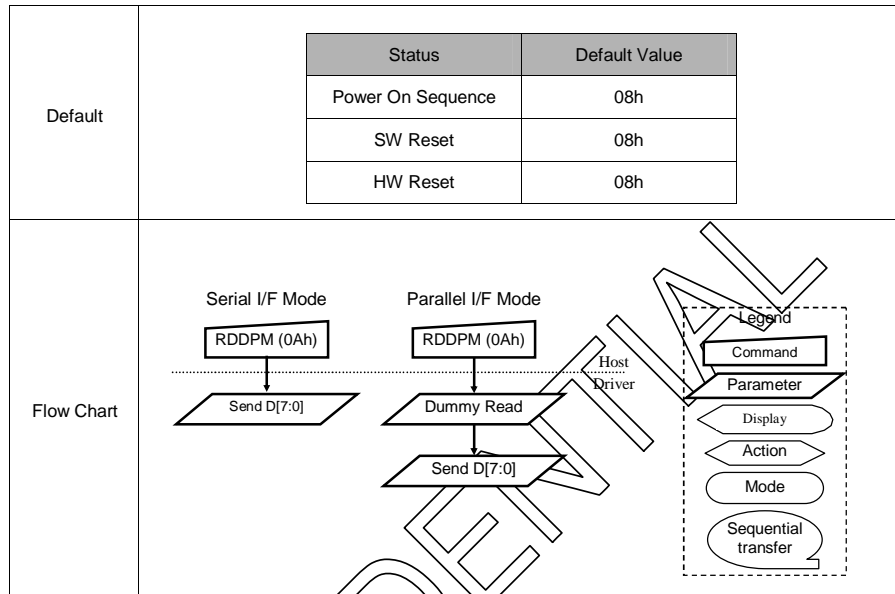 Default
Status Default Value
Power On Sequence 08h
SW Reset 08h
HW Reset 08h
Flow Chart
Serial I/F Mode Parallel I/F Mode
RDDPM (0Ah) RDDPM (0Ah)
Host
Driver
Send D[7:0] Dummy Read
Send D[7:0]
Legend
Command
Parameter
Display
Action
Mode
Sequential
transfer
DENTIAL